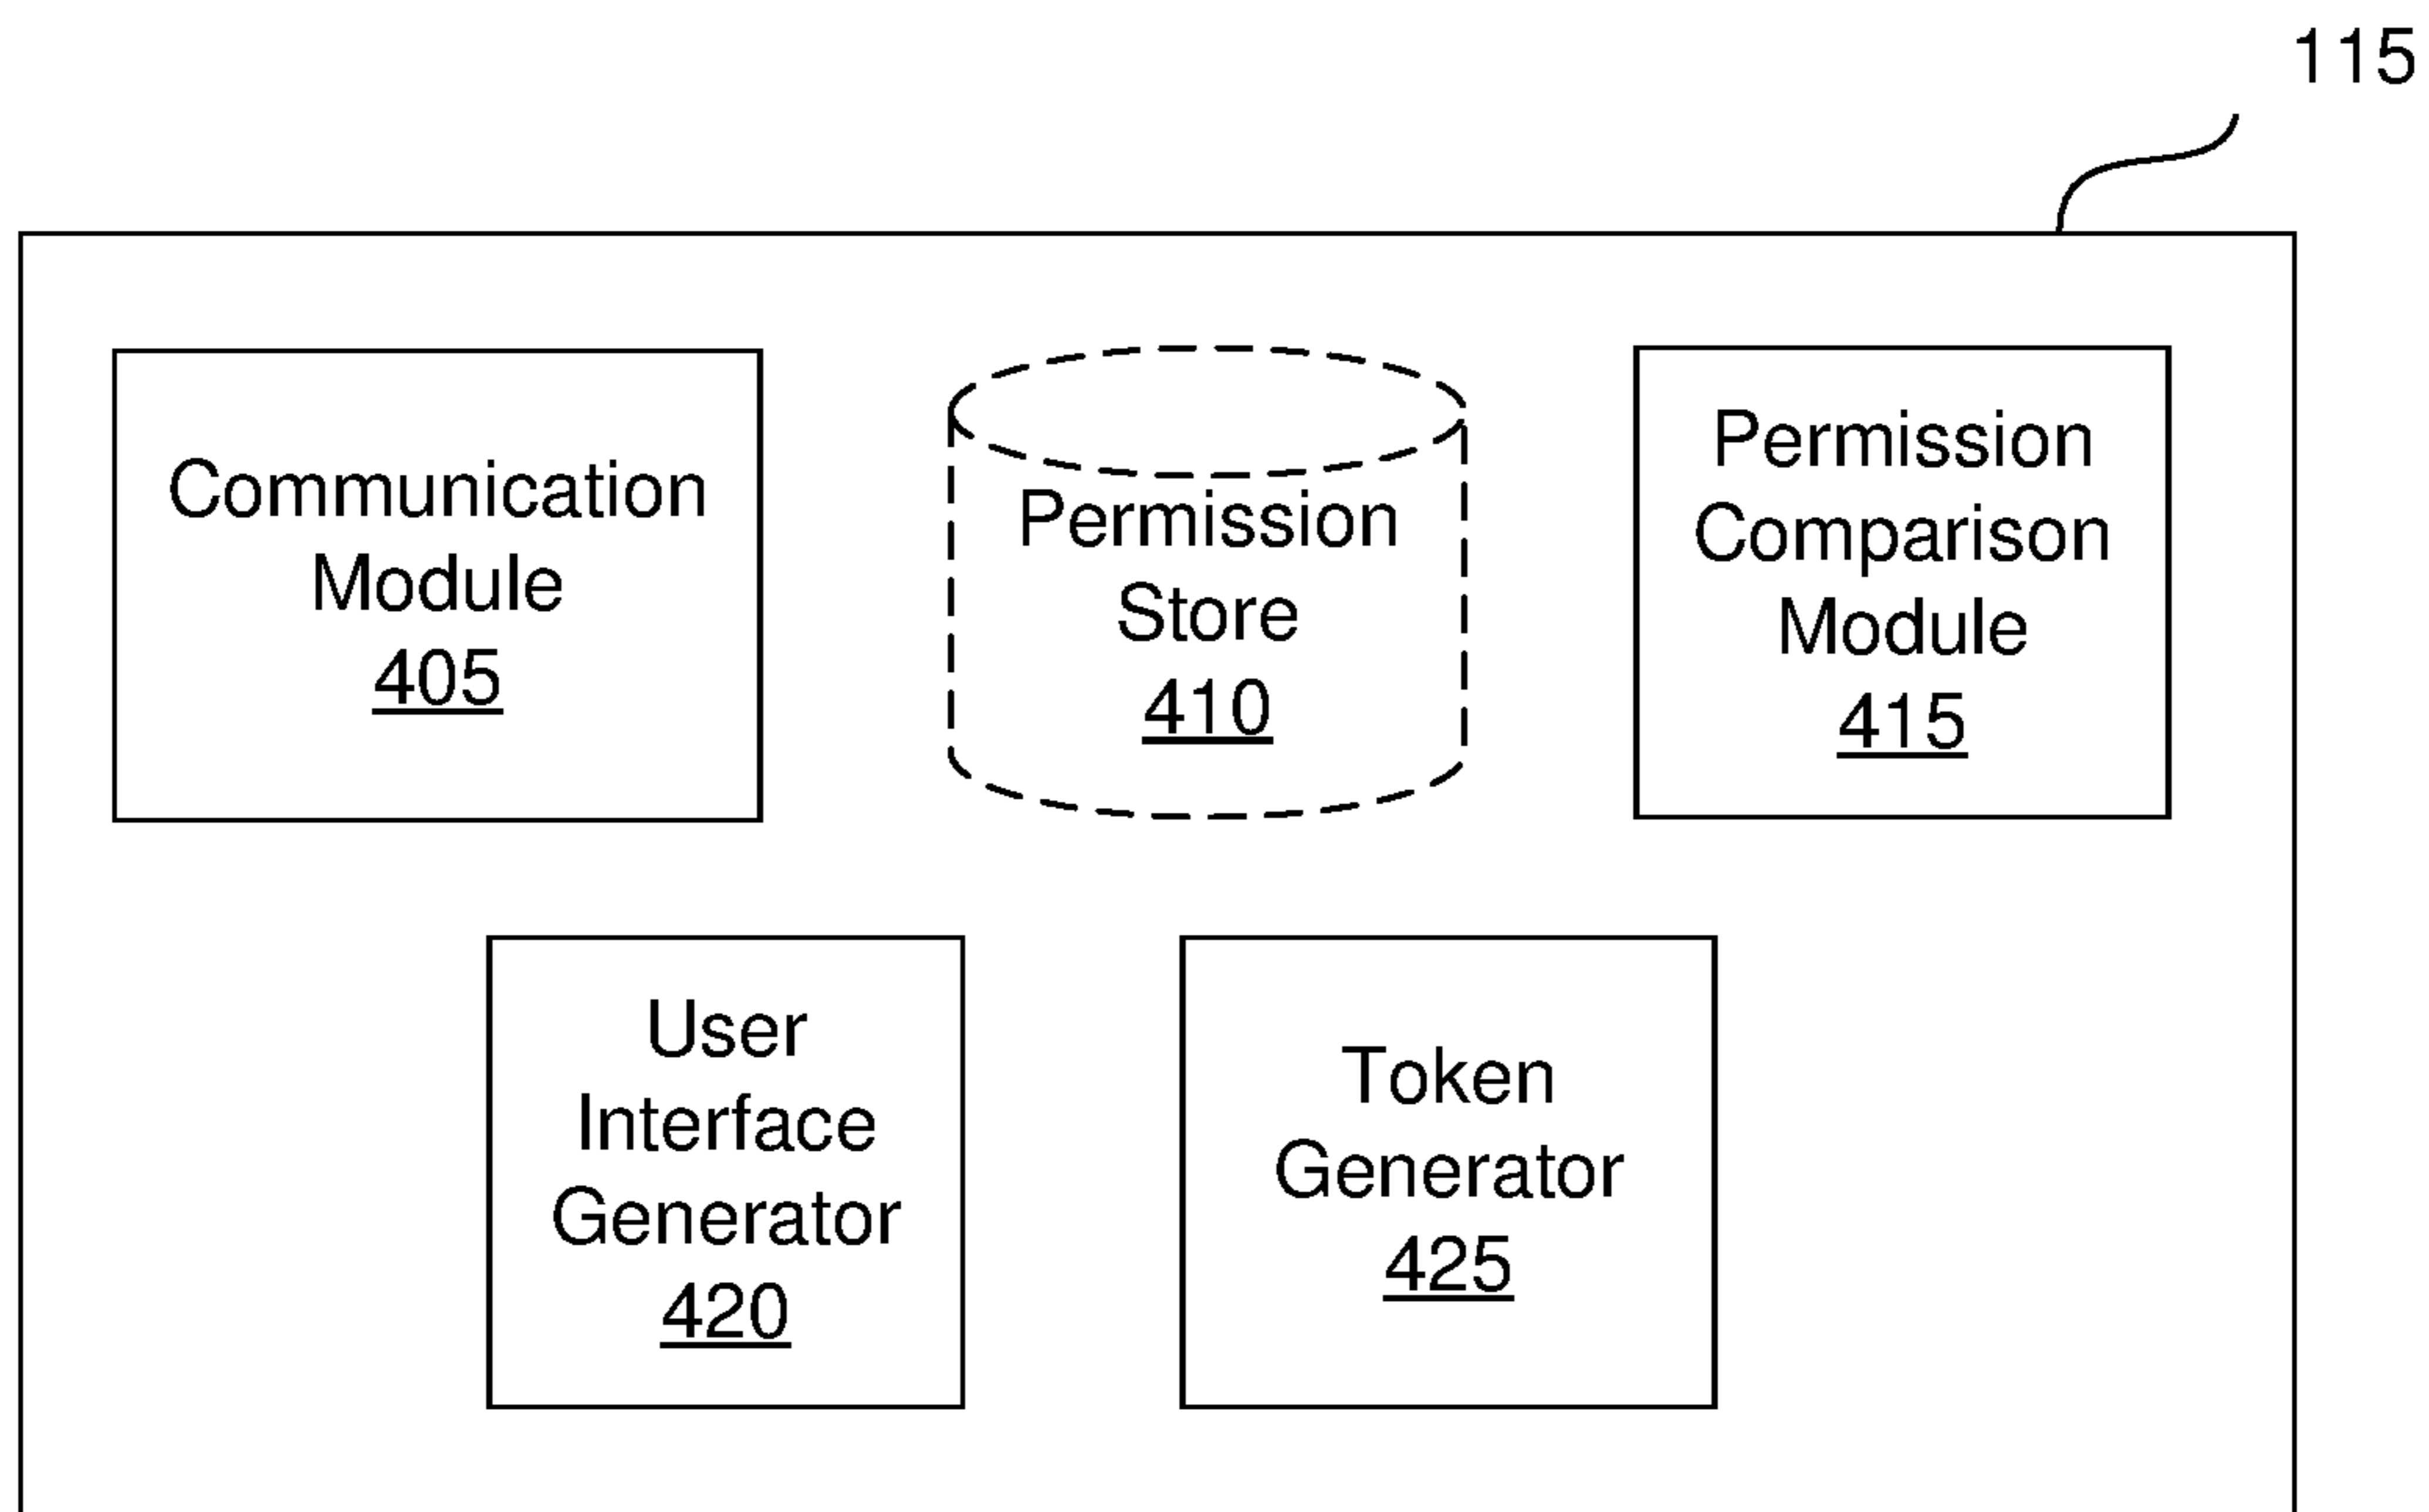 115
Communication
Module
405
Permission
Store
410
Permission
Comparison
Module
415
User
Interface
Generator
420
Token
Generator
425